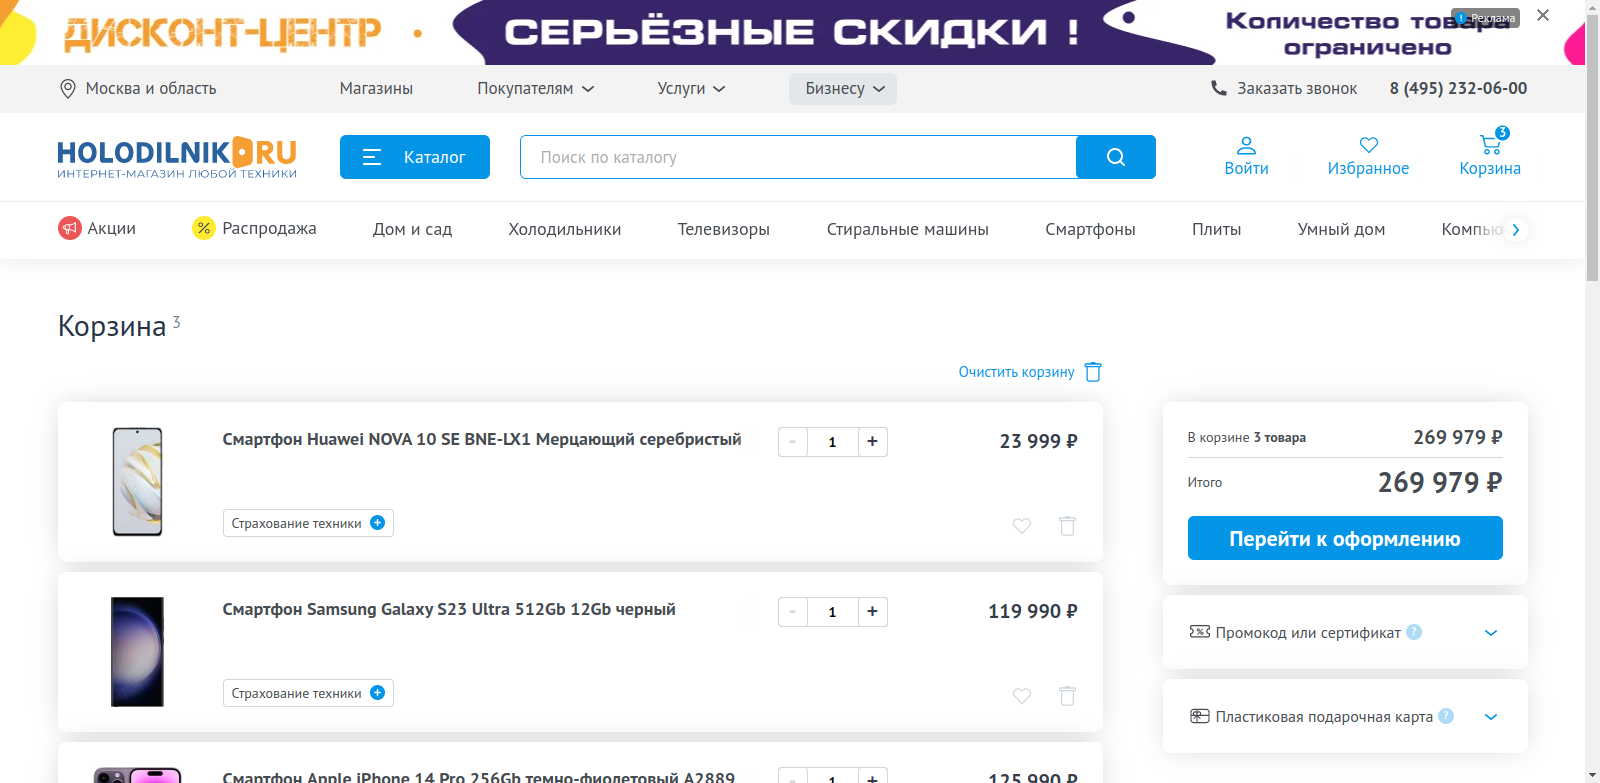 ДИСКОНТ-ЦЕНТР • СЕРЬЁЗНЫЕ СКИДКИ !
Количество товара
ограничено
Реклама
Москва и область
Магазины
Покупателям
Услуги
Бизнесу
Заказать звонок
8 (495) 232-06-00
HOLODILNIK.RU
ИНТЕРНЕТ-МАГАЗИН ЛЮБОЙ ТЕХНИКИ
Каталог
Поиск по каталогу
Войти
Избранное
3
Корзина
Акции
% Распродажа
Дом и сад
Холодильники
Телевизоры
Стиральные машины
Смартфоны
Плиты
Умный дом
Компью
Корзина 3
Очистить корзину
Смартфон Huawei NOVA 10 SE BNE-LX1 Мерцающий серебристый
- 1 +
23 999 ₽
Страхование техники +
Смартфон Samsung Galaxy S23 Ultra 512Gb 12Gb черный
- 1 +
119 990 ₽
Страхование техники +
Смартфон Apple iPhone 14 Pro 256Gb темно-фиолетовый A2889
- 1 +
125 990 ₽
В корзине 3 товара
269 979 ₽
Итого
269 979 ₽
Перейти к оформлению
Промокод или сертификат ?
Пластиковая подарочная карта ?